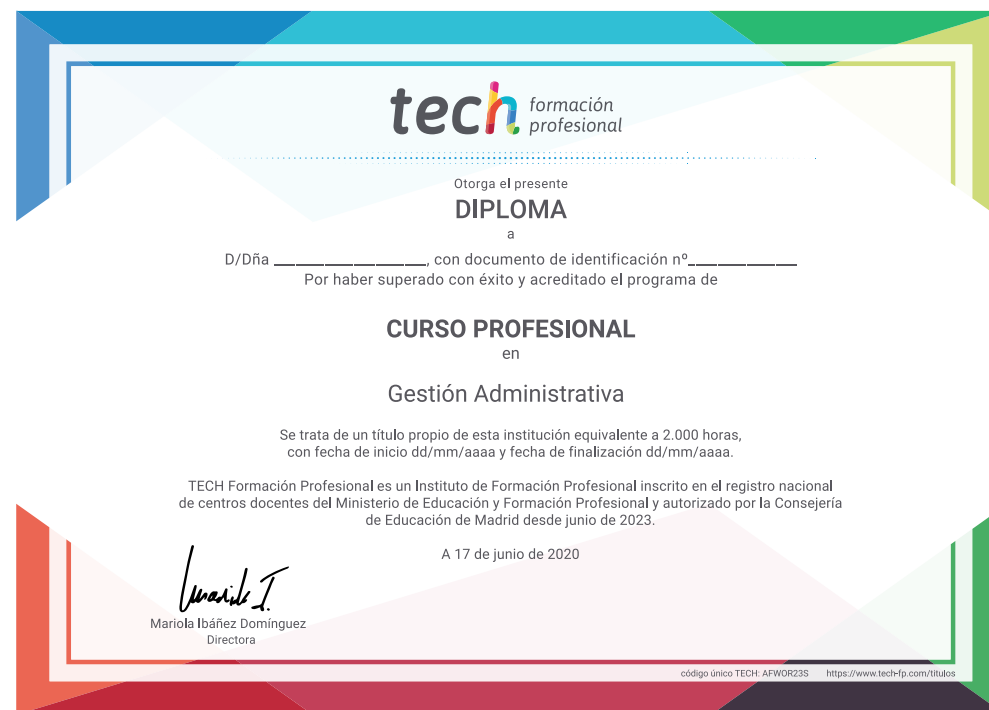 tech formación
profesional
Otorga el presente
DIPLOMA
a
D/Dña ___________________, con documento de identificación nº______________
Por haber superado con éxito y acreditado el programa de
CURSO PROFESIONAL
en
Gestión Administrativa
Se trata de un título propio de esta institución equivalente a 2.000 horas,
con fecha de inicio dd/mm/aaaa y fecha de finalización dd/mm/aaaa.
TECH Formación Profesional es un Instituto de Formación Profesional inscrito en el registro nacional
de centros docentes del Ministerio de Educación y Formación Profesional y autorizado por la Consejería
de Educación de Madrid desde junio de 2023.
A 17 de junio de 2020
Mariola Ibáñez Domínguez
Directora
código único TECH: AFWOR23S https://www.tech-fp.com/titulos